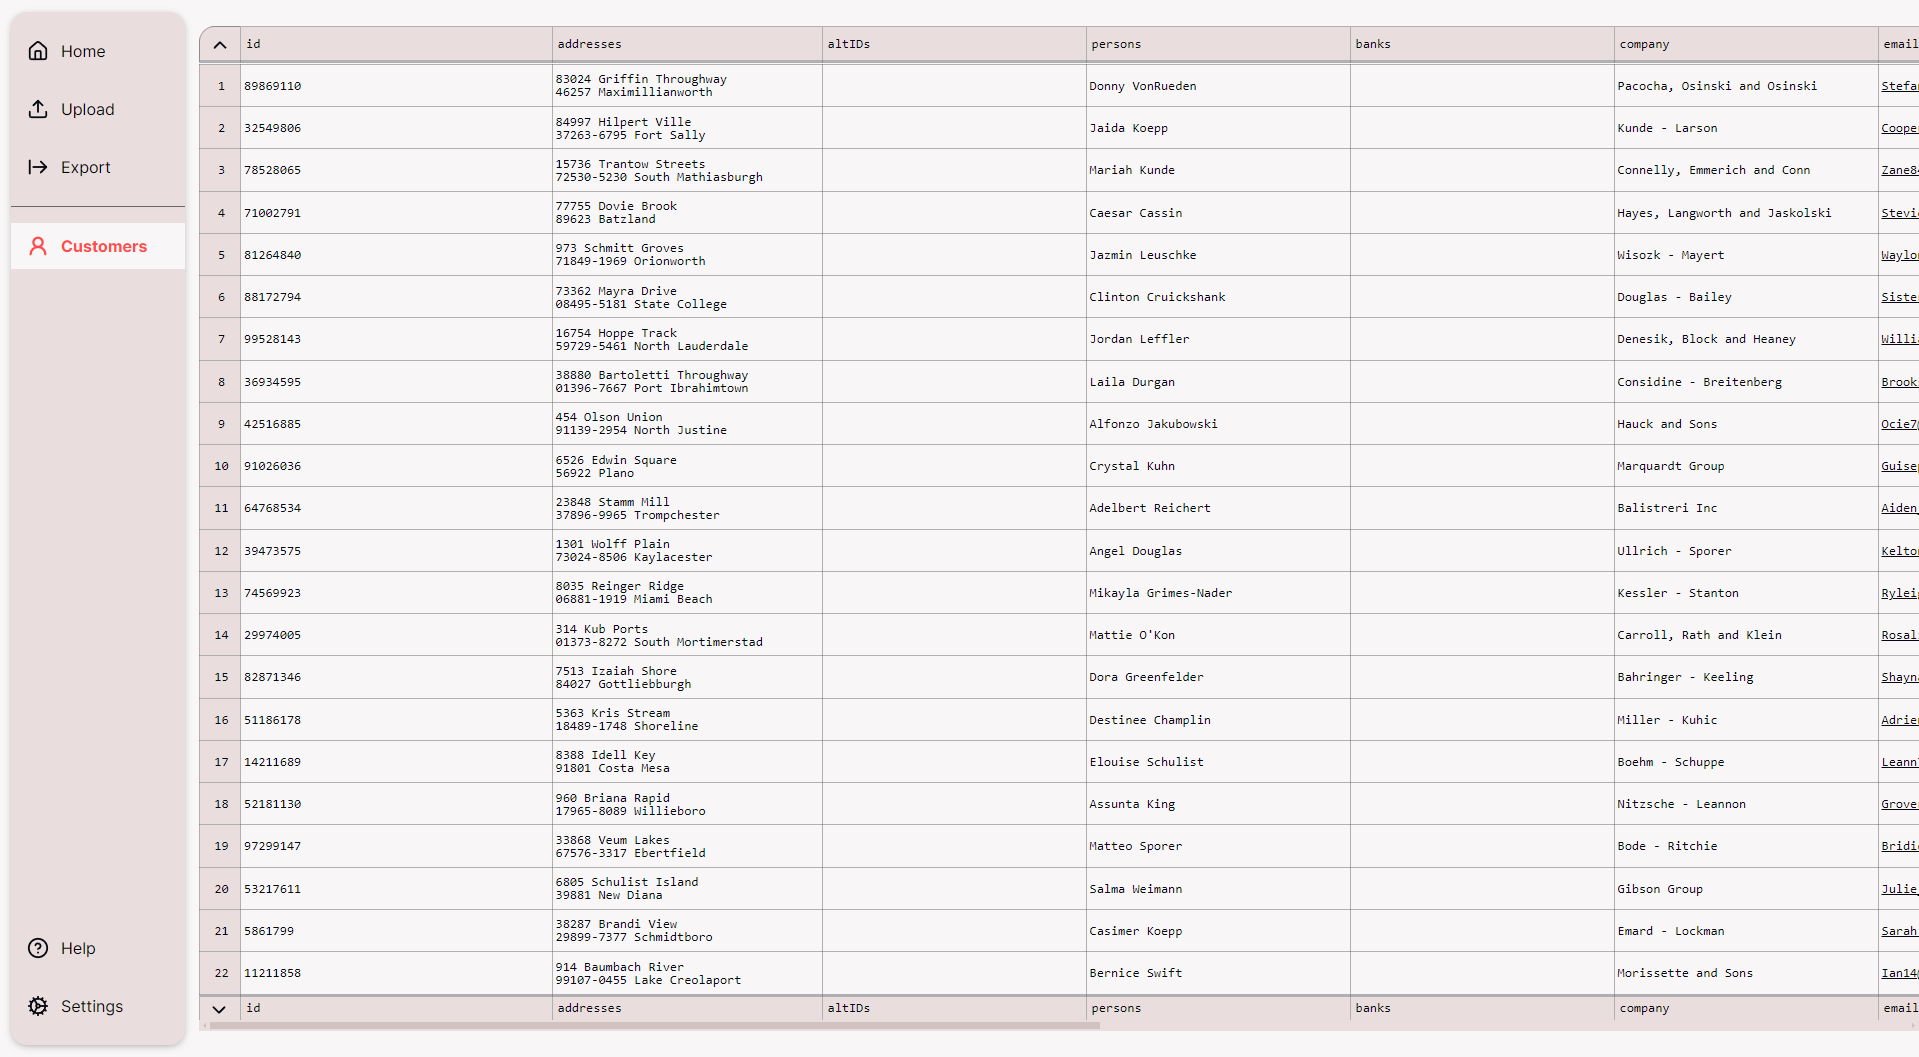 Home
Upload
Export
Customers
Help
Settings
id addresses altIDs persons banks company email
1 89869110 83024 Griffin Throughway Donny VonRueden Pacocha, Osinski and Osinski Stefa
46257 Maximillianworth
2 32549806 84997 Hilpert Ville Jaida Koepp Kunde - Larson Coope
37263-6795 Fort Sally
3 78528065 15736 Trantow Streets Mariah Kunde Connelly, Emmerich and Conn Zane8
72530-5230 South Mathiasburgh
4 71002791 77755 Dovie Brook Caesar Cassin Hayes, Langworth and Jaskolski Stevi
89623 Batzland
5 81264840 973 Schmitt Groves Jazmin Leuschke Wisozk - Mayert Waylo
71849-1969 Orionworth
6 88172794 73362 Mayra Drive Clinton Cruickshank Douglas - Bailey Siste
08495-5181 State College
7 99528143 16754 Hoppe Track Jordan Leffler Denesik, Block and Heaney Willi
59729-5461 North Lauderdale
8 36934595 38880 Bartoletti Throughway Laila Durgan Considine - Breitenberg Brook
01396-7667 Port Ibrahimtown
9 42516885 454 Olson Union Alfonzo Jakubowski Hauck and Sons Ocie7@
91139-2954 North Justine
10 91026036 6526 Edwin Square Crystal Kuhn Marquardt Group Guise
56922 Plano
11 64768534 23848 Stamm Mill Adelbert Reichert Balistreri Inc Aiden_
37896-9965 Trompchester
12 39473575 1301 Wolff Plain Angel Douglas Ullrich - Sporer Kelto
73024-8506 Kaylacester
13 74569923 8035 Reinger Ridge Mikayla Grimes-Nader Kessler - Stanton Rylei
06881-1919 Miami Beach
14 29974005 314 Kub Ports Mattie O'Kon Carroll, Rath and Klein Rosal
01373-8272 South Mortimerstad
15 82871346 7513 Izaiah Shore Dora Greenfelder Bahringer - Keeling Shayn
84027 Gottliebburgh
16 51186178 5363 Kris Stream Destinee Champlin Miller - Kuhic Adrie
18489-1748 Shoreline
17 14211689 8388 Idell Key Elouise Schulist Boehm - Schuppe Leann
91801 Costa Mesa
18 52181130 960 Briana Rapid Assunta King Nitzsche - Leannon Grove
17965-8089 Willieboro
19 97299147 33868 Veum Lakes Matteo Sporer Bode - Ritchie Bridi
67576-3317 Ebertfield
20 53217611 6805 Schulist Island Salma Weimann Gibson Group Julie_
39881 New Diana
21 5861799 38287 Brandi View Casimer Koepp Emard - Lockman Sarah
29899-7377 Schmidtboro
22 11211858 914 Baumbach River Bernice Swift Morissette and Sons Ian14@
99107-0455 Lake Creolaport
id addresses altIDs persons banks company email